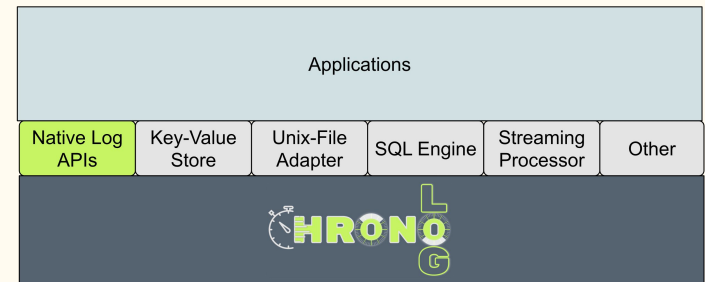 Applications
Native Log
APIs
Key-Value
Store
Unix-File
Adapter
SQL Engine
Streaming
Processor
Other
CHRONOLOG